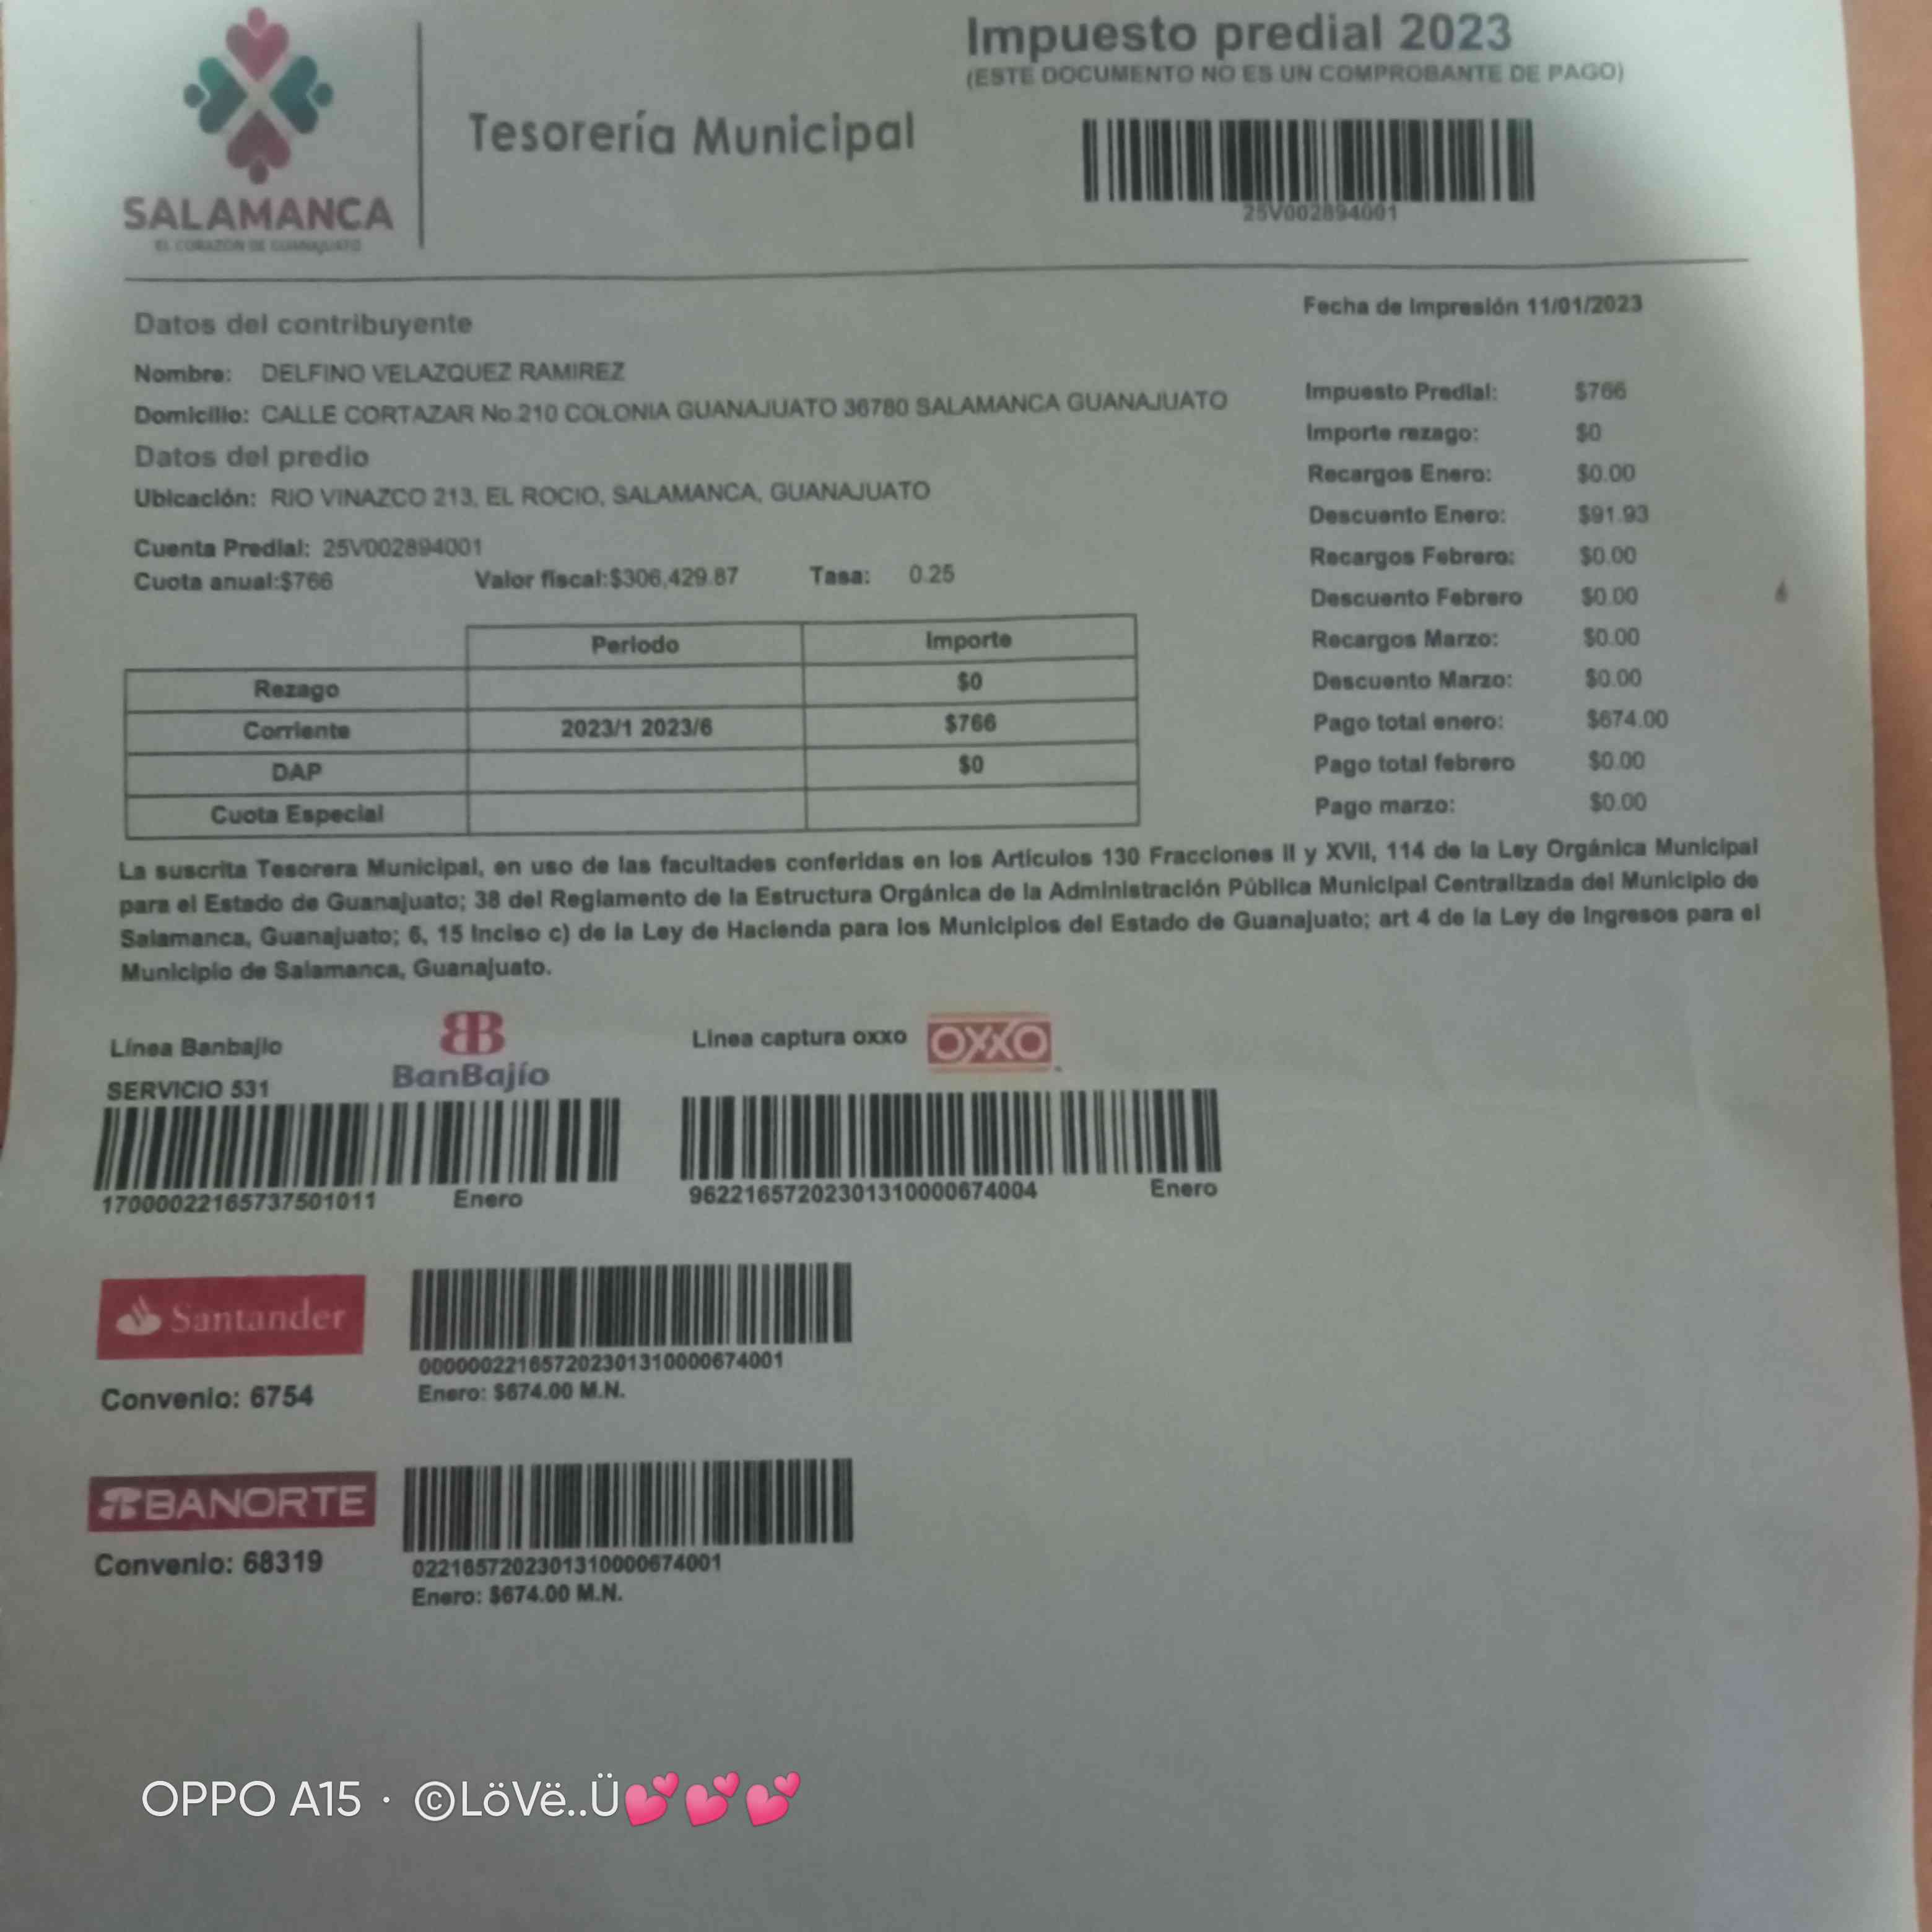 Impuesto predial 2023
(ESTE DOCUMENTO NO ES UN COMPROBANTE DE PAGO)
Tesorería Municipal
25V002894001
SALAMANCA
EL CORAZÓN DE GUANAJUATO
Fecha de Impresión 11/01/2023
Datos del contribuyente
Nombre: DELFINO VELAZQUEZ RAMIREZ
Domicilio: CALLE CORTAZAR No.210 COLONIA GUANAJUATO 36780 SALAMANCA GUANAJUATO
Datos del predio
Ubicación: RIO VINAZCO 213, EL ROCIO, SALAMANCA, GUANAJUATO
Cuenta Predial: 25V002894001
Cuota anual:$766 Valor fiscal:$306,429.87 Tasa: 0.25
Periodo Importe
Rezago $0
Corriente 2023/1 2023/6 $766
DAP $0
Cuota Especial
Impuesto Predial: $766
Importe rezago: $0
Recargos Enero: $0.00
Descuento Enero: $91.93
Recargos Febrero: $0.00
Descuento Febrero $0.00
Recargos Marzo: $0.00
Descuento Marzo: $0.00
Pago total enero: $674.00
Pago total febrero $0.00
Pago marzo: $0.00
La suscrita Tesorera Municipal, en uso de las facultades conferidas en los Artículos 130 Fracciones II y XVII, 114 de la Ley Orgánica Municipal
para el Estado de Guanajuato; 38 del Reglamento de la Estructura Orgánica de la Administración Pública Municipal Centralizada del Municipio de
Salamanca, Guanajuato; 6, 15 Inciso c) de la Ley de Hacienda para los Municipios del Estado de Guanajuato; art 4 de la Ley de Ingresos para el
Municipio de Salamanca, Guanajuato.
Línea Banbajio
SERVICIO 531
BanBajío
17000022165737501011 Enero
Linea captura oxxo
OXXO
96221657202301310000674004 Enero
Santander
Convenio: 6754
000000221657202301310000674001
Enero: $674.00 M.N.
BANORTE
Convenio: 68319
0221657202301310000674001
Enero: $674.00 M.N.
OPPO A15 · ©LöVë..Ü💕💕💕